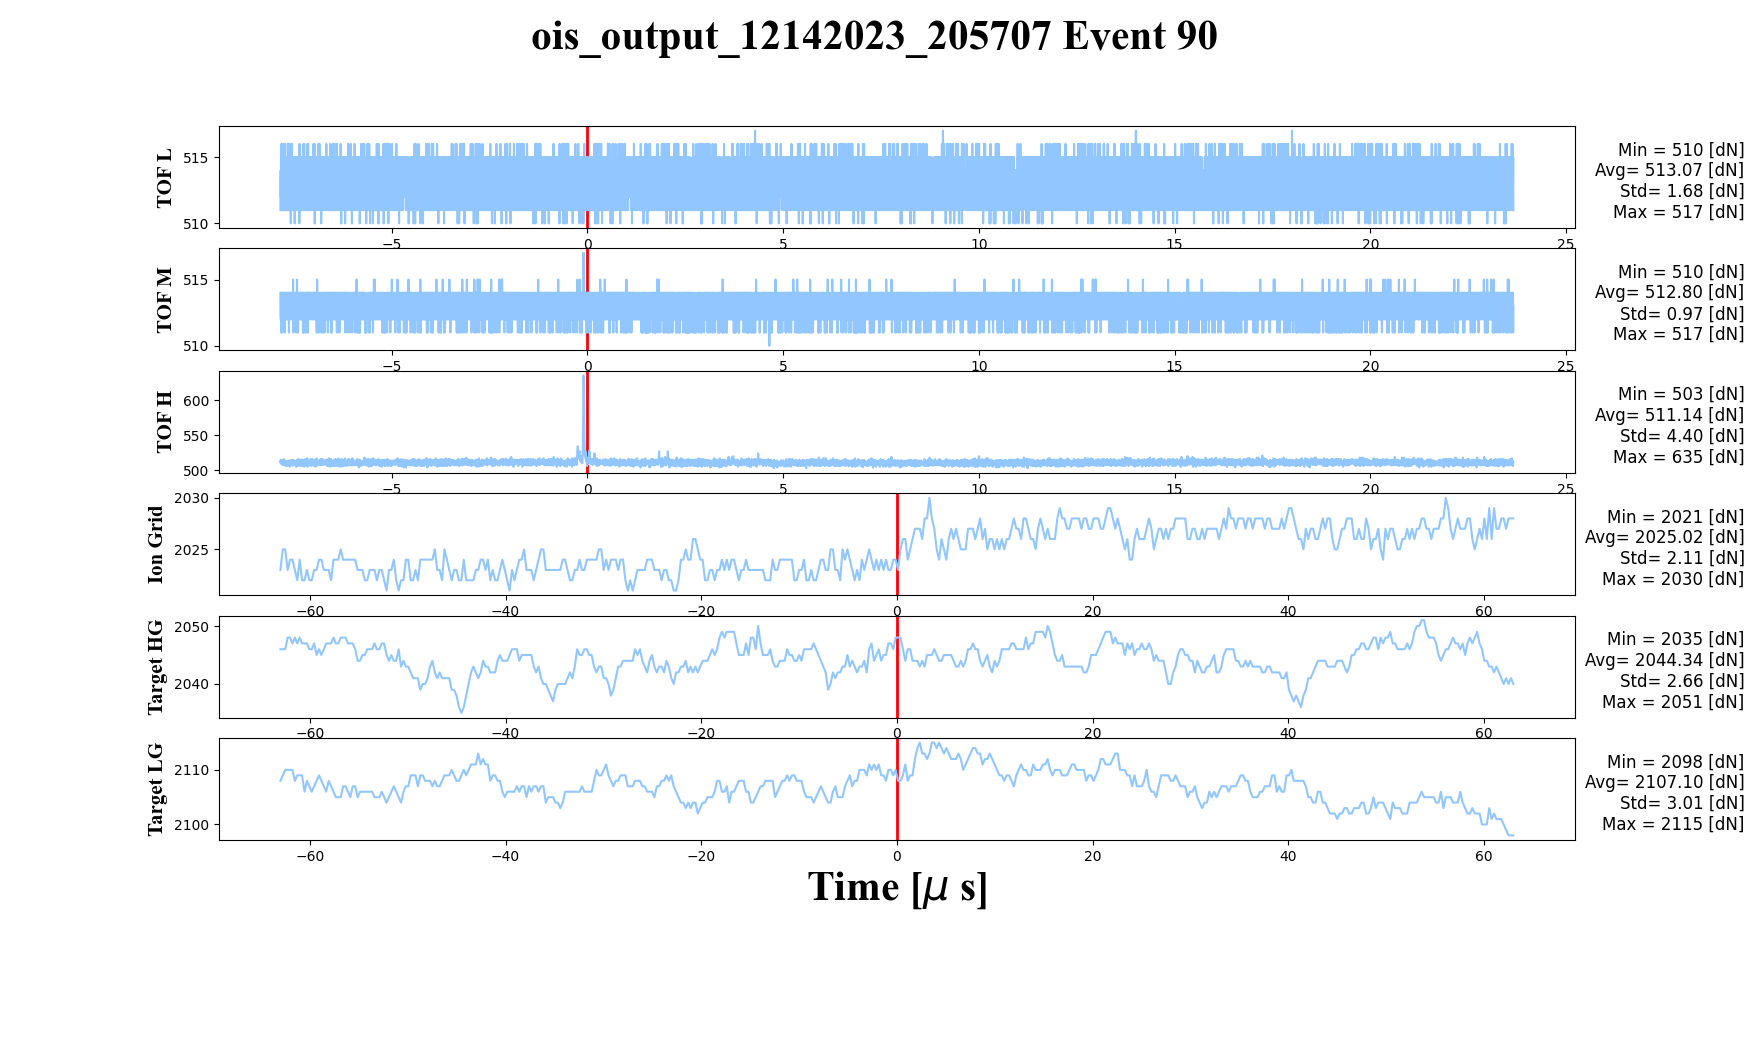 ois_output_12142023_205707 Event 90
TOF L
515
510
−5 0 5 10 15 20 25
Min = 510 [dN]
Avg= 513.07 [dN]
Std= 1.68 [dN]
Max = 517 [dN]
TOF M
515
510
−5 0 5 10 15 20 25
Min = 510 [dN]
Avg= 512.80 [dN]
Std= 0.97 [dN]
Max = 517 [dN]
TOF H
600
550
500
−5 0 5 10 15 20 25
Min = 503 [dN]
Avg= 511.14 [dN]
Std= 4.40 [dN]
Max = 635 [dN]
Ion Grid
2030
2025
−60 −40 −20 0 20 40 60
Min = 2021 [dN]
Avg= 2025.02 [dN]
Std= 2.11 [dN]
Max = 2030 [dN]
Target HG
2050
2040
−60 −40 −20 0 20 40 60
Min = 2035 [dN]
Avg= 2044.34 [dN]
Std= 2.66 [dN]
Max = 2051 [dN]
Target LG
2110
2100
−60 −40 −20 0 20 40 60
Min = 2098 [dN]
Avg= 2107.10 [dN]
Std= 3.01 [dN]
Max = 2115 [dN]
Time [μ s]